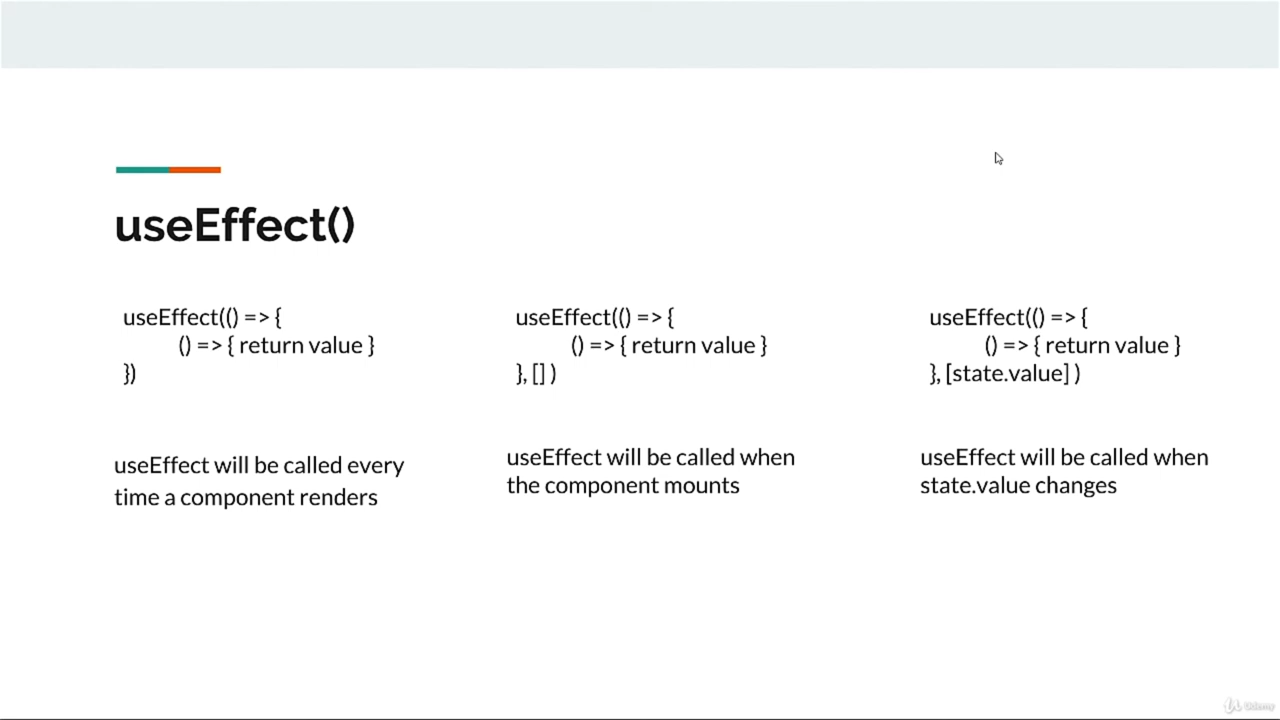 useEffect()
useEffect(() => {
() => { return value }
})
useEffect will be called every
time a component renders
useEffect(() => {
() => { return value }
}, [] )
useEffect will be called when
the component mounts
useEffect(() => {
() => { return value }
}, [state.value] )
useEffect will be called when
state.value changes
Udemy